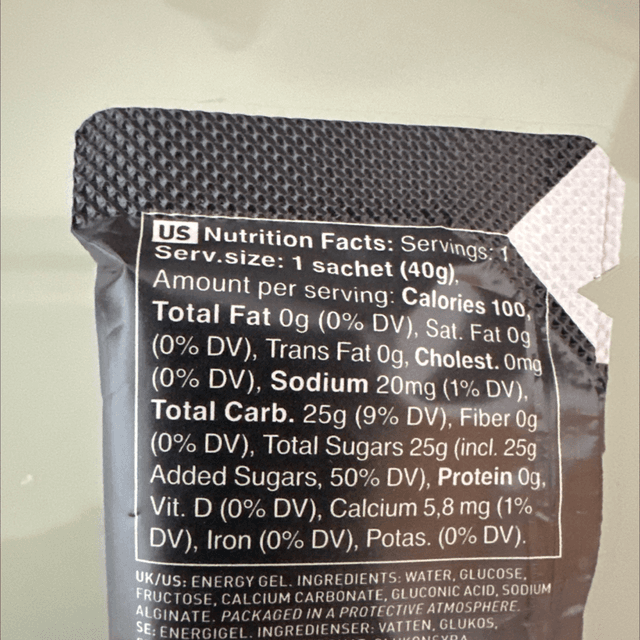 US Nutrition Facts: Servings: 1
Serv.size: 1 sachet (40g),
Amount per serving: Calories 100,
Total Fat 0g (0% DV), Sat. Fat 0g
(0% DV), Trans Fat 0g, Cholest. 0mg
(0% DV), Sodium 20mg (1% DV),
Total Carb. 25g (9% DV), Fiber 0g
(0% DV), Total Sugars 25g (incl. 25g
Added Sugars, 50% DV), Protein 0g,
Vit. D (0% DV), Calcium 5,8 mg (1%
DV), Iron (0% DV), Potas. (0% DV).
UK/US: ENERGY GEL. INGREDIENTS: WATER, GLUCOSE,
FRUCTOSE, CALCIUM CARBONATE, GLUCONIC ACID, SODIUM
ALGINATE. PACKAGED IN A PROTECTIVE ATMOSPHERE.
SE: ENERGIGEL. INGREDIENSER: VATTEN, GLUKOS,